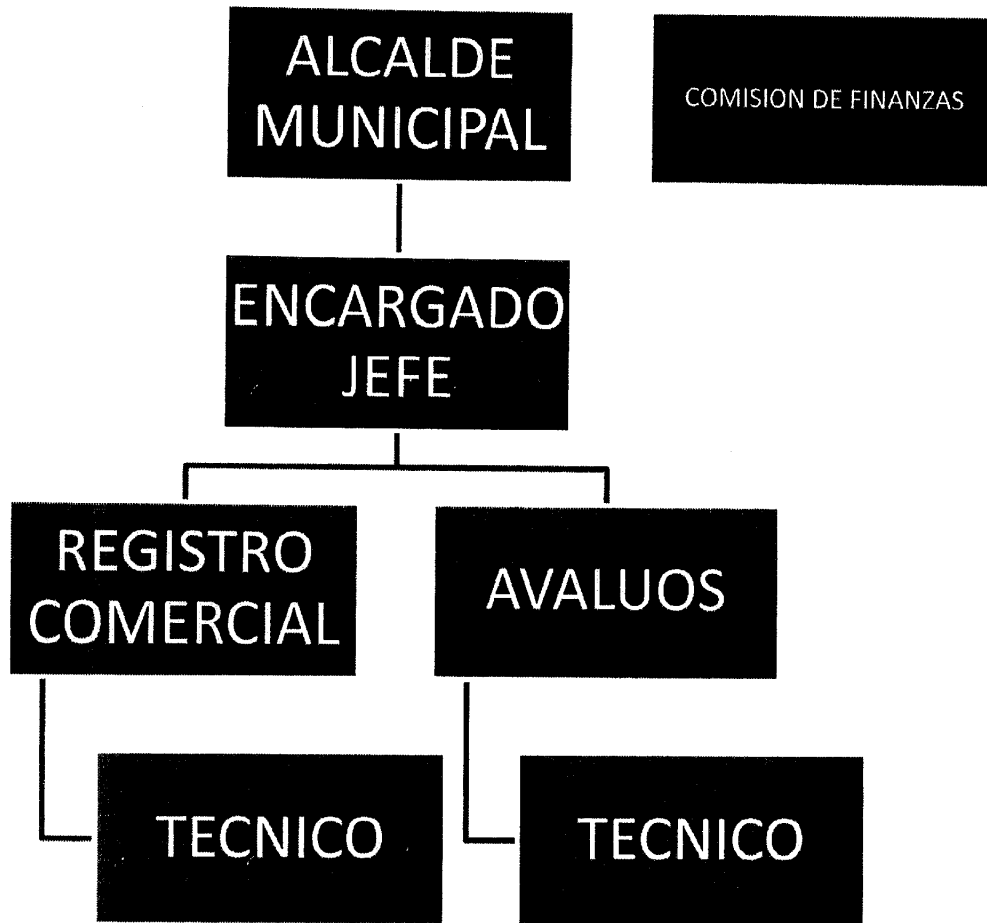 ALCALDE
MUNICIPAL
COMISION DE FINANZAS
ENCARGADO
JEFE
REGISTRO
COMERCIAL
AVALUOS
TECNICO
TECNICO